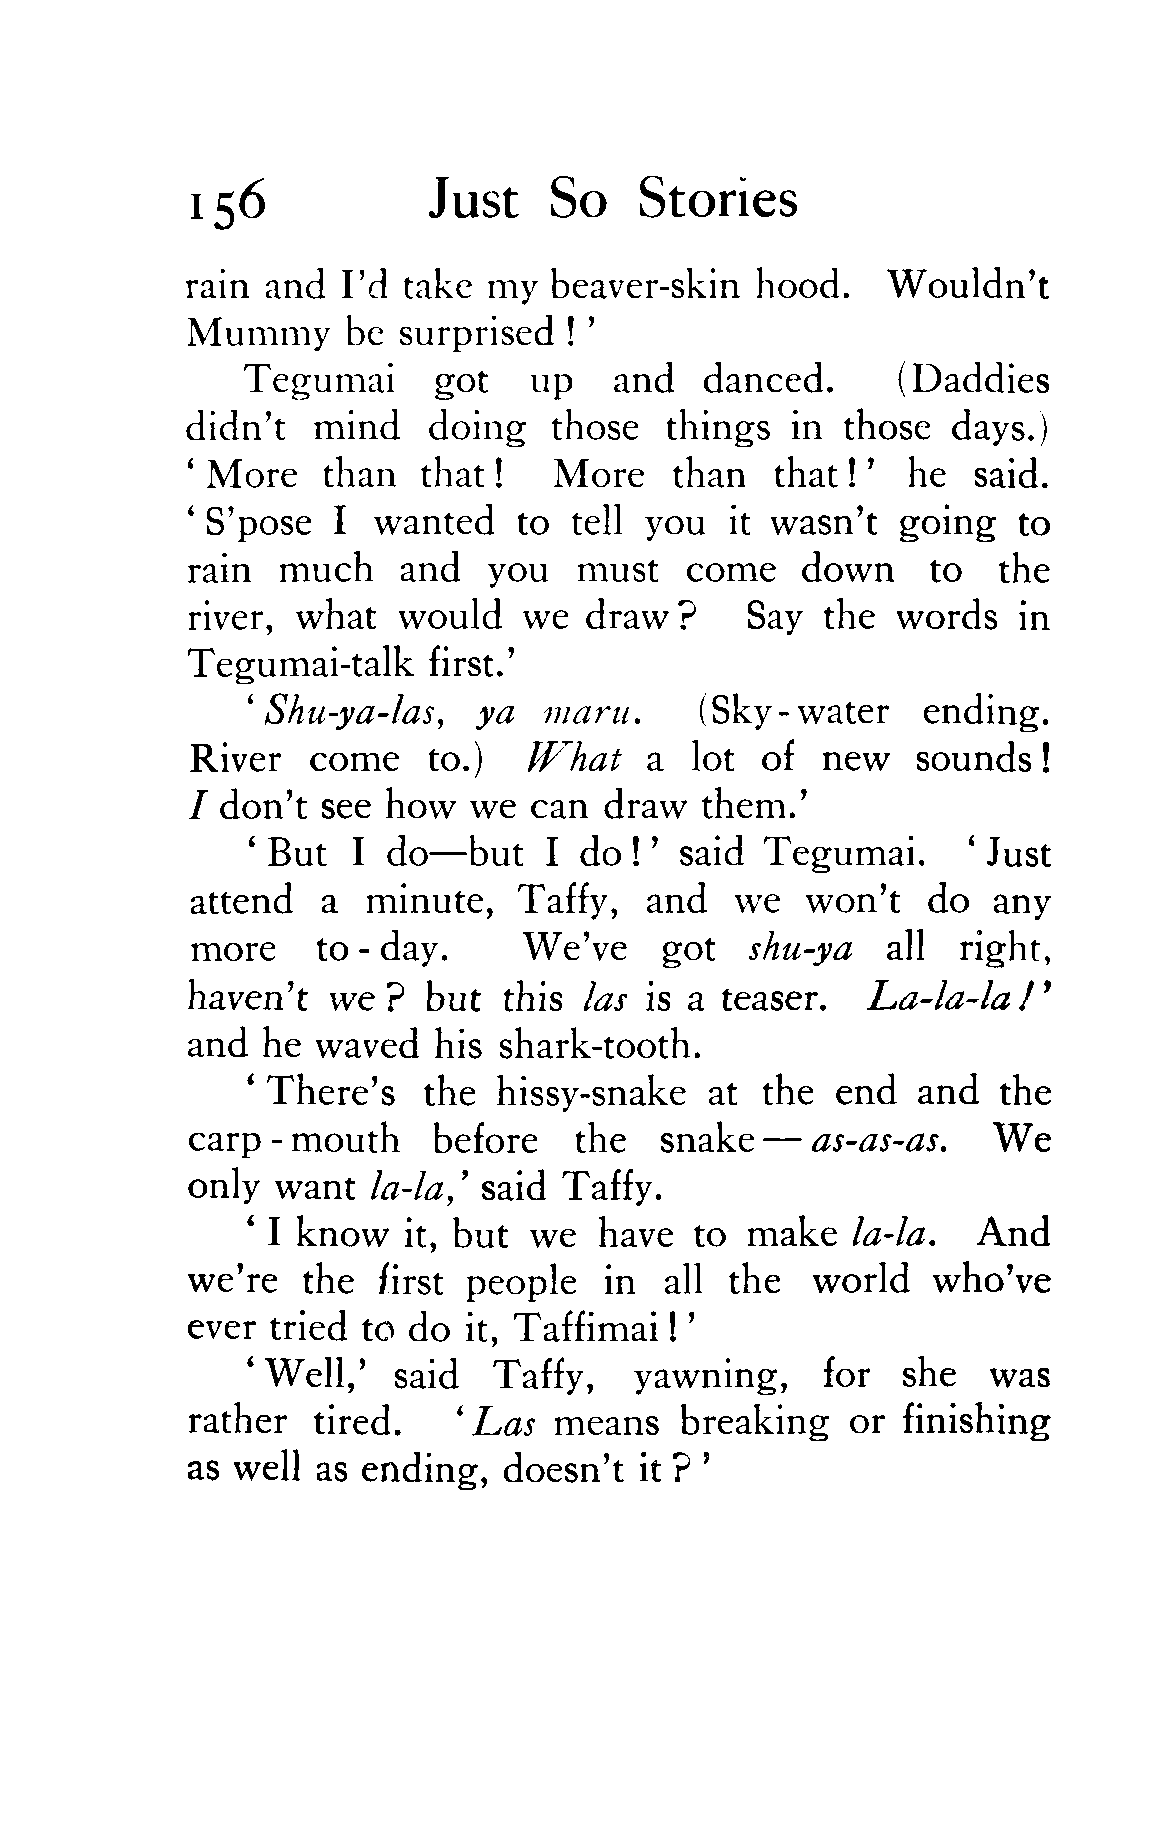 156 Just So Stories
rain and I'd take my beaver-skin hood. Wouldn't
Mummy be surprised ! '
Tegumai got up and danced. (Daddies
didn't mind doing those things in those days.)
' More than that ! More than that ! ' he said.
' S'pose I wanted to tell you it wasn't going to
rain much and you must come down to the
river, what would we draw ? Say the words in
Tegumai-talk first.'
' Shu-ya-las, ya maru. (Sky-water ending.
River come to.) What a lot of new sounds !
I don't see how we can draw them.'
' But I do—but I do ! ' said Tegumai. ' Just
attend a minute, Taffy, and we won't do any
more to-day. We've got shu-ya all right,
haven't we ? but this las is a teaser. La-la-la ! '
and he waved his shark-tooth.
' There's the hissy-snake at the end and the
carp-mouth before the snake — as-as-as. We
only want la-la,' said Taffy.
' I know it, but we have to make la-la. And
we're the first people in all the world who've
ever tried to do it, Taffimai ! '
' Well,' said Taffy, yawning, for she was
rather tired. ' Las means breaking or finishing
as well as ending, doesn't it ? '